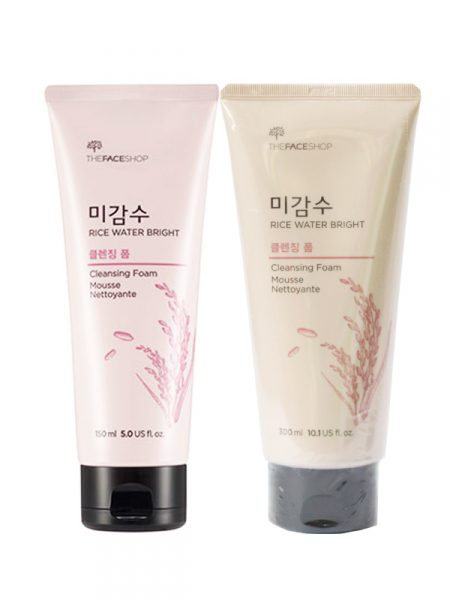 THEFACESHOP
미감수
RICE WATER BRIGHT
클렌징 폼
Cleansing Foam
Mousse
Nettoyante
150 ml 5.0 US fl. oz.
THEFACESHOP
미감수
RICE WATER BRIGHT
클렌징 폼
Cleansing Foam
Mousse
Nettoyante
300 ml 10.1 US fl. oz.